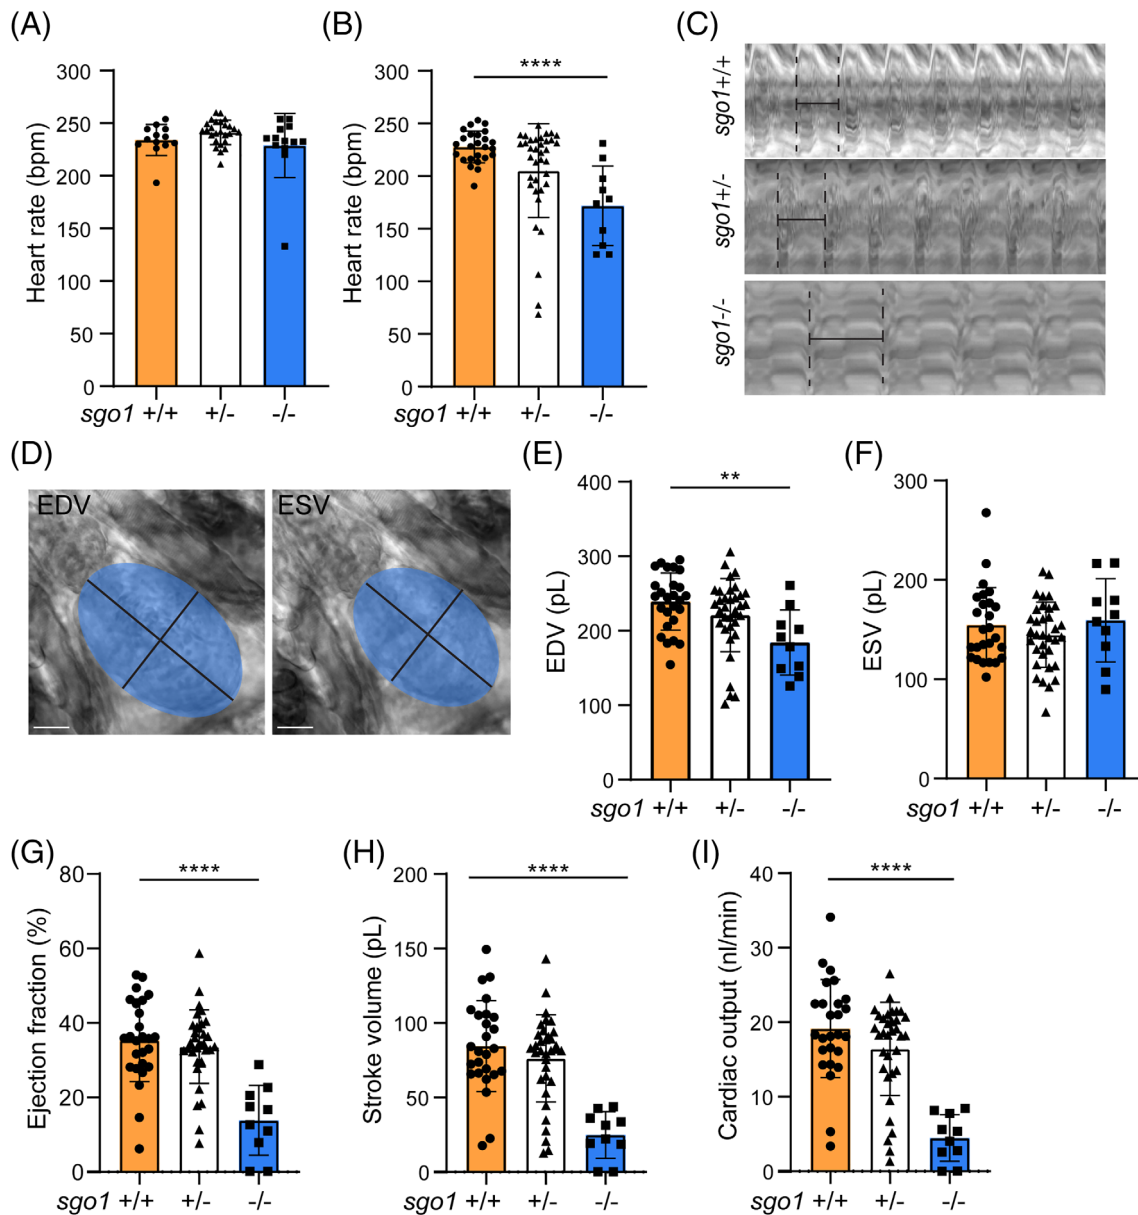 (A)
300
250
200
150
100
50
0
Heart rate (bpm)
sgo1 +/+ +/- -/-
(B)
****
300
250
200
150
100
50
0
Heart rate (bpm)
sgo1 +/+ +/- -/-
(C)
sgo1+/+
sgo1+/-
sgo1-/-
(D)
EDV
ESV
(E)
**
400
300
200
100
0
EDV (pL)
sgo1 +/+ +/- -/-
(F)
300
200
100
0
ESV (pL)
sgo1 +/+ +/- -/-
(G)
****
80
60
40
20
0
Ejection fraction (%)
sgo1 +/+ +/- -/-
(H)
****
200
150
100
50
0
Stroke volume (pL)
sgo1 +/+ +/- -/-
(I)
****
40
30
20
10
0
Cardiac output (nl/min)
sgo1 +/+ +/- -/-